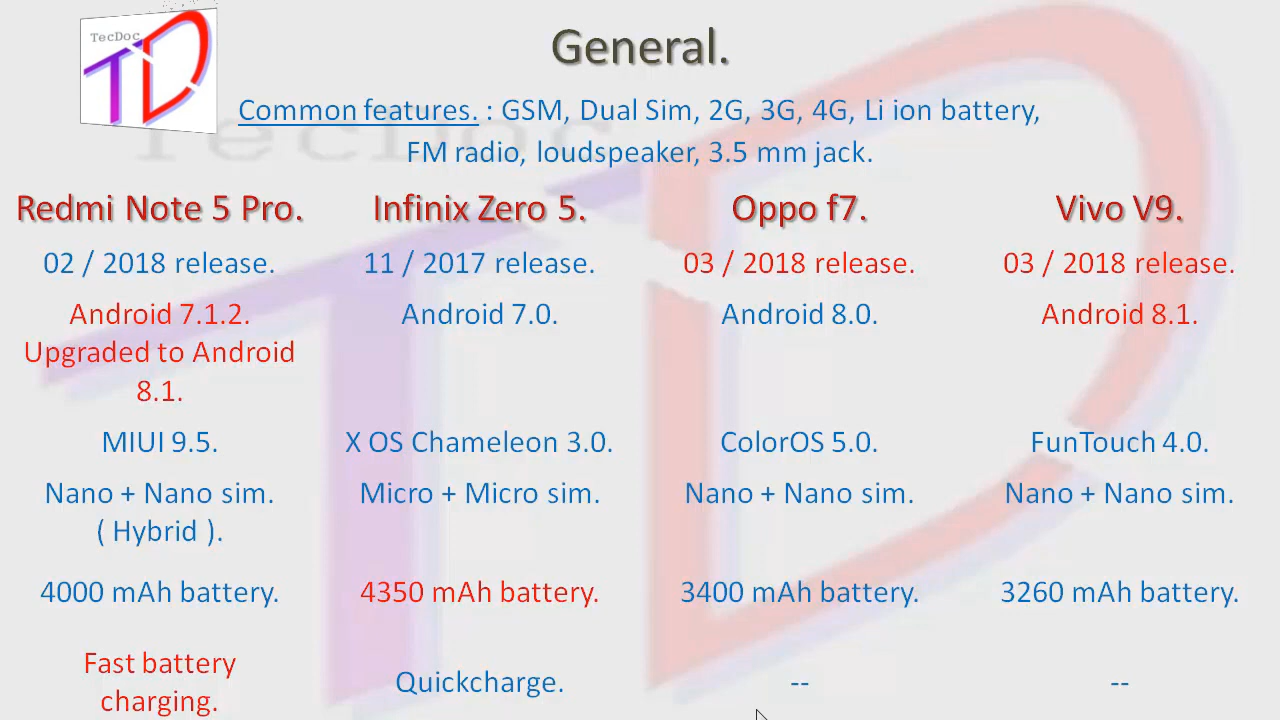 TecDoc
TD
General.
Common features. : GSM, Dual Sim, 2G, 3G, 4G, Li ion battery,
FM radio, loudspeaker, 3.5 mm jack.
TecDoc
Redmi Note 5 Pro. Infinix Zero 5. Oppo f7. Vivo V9.
02 / 2018 release. 11 / 2017 release. 03 / 2018 release. 03 / 2018 release.
Android 7.1.2. Android 7.0. Android 8.0. Android 8.1.
Upgraded to Android
8.1.
MIUI 9.5. X OS Chameleon 3.0. ColorOS 5.0. FunTouch 4.0.
Nano + Nano sim. Micro + Micro sim. Nano + Nano sim. Nano + Nano sim.
( Hybrid ).
4000 mAh battery. 4350 mAh battery. 3400 mAh battery. 3260 mAh battery.
Fast battery
charging. Quickcharge. -- --